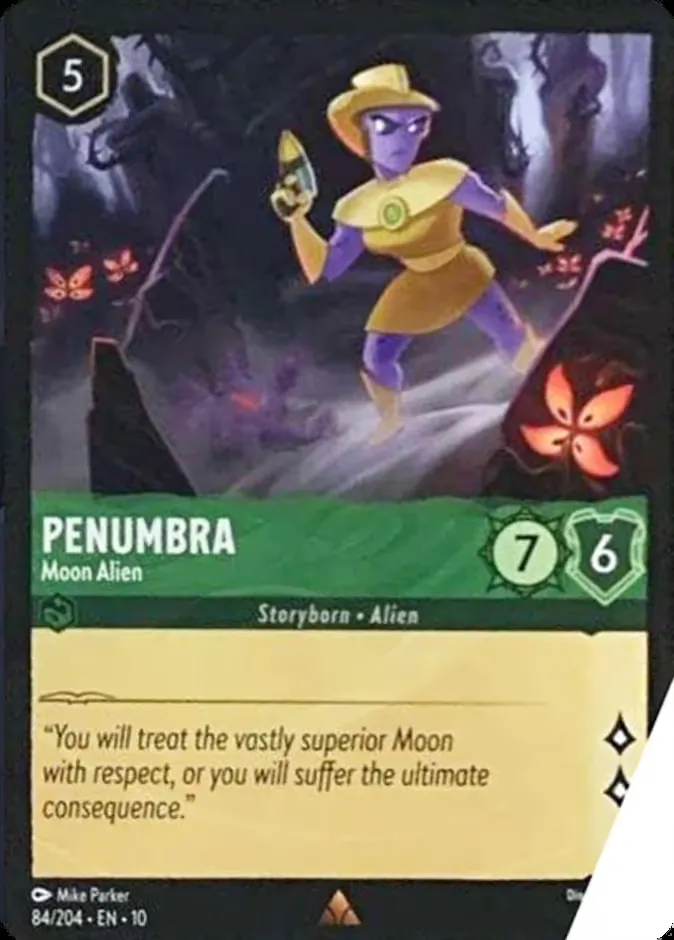 5
PENUMBRA
Moon Alien
7
6
Storyborn • Alien
“You will treat the vastly superior Moon
with respect, or you will suffer the ultimate
consequence.”
Mike Parker
84/204 • EN • 10